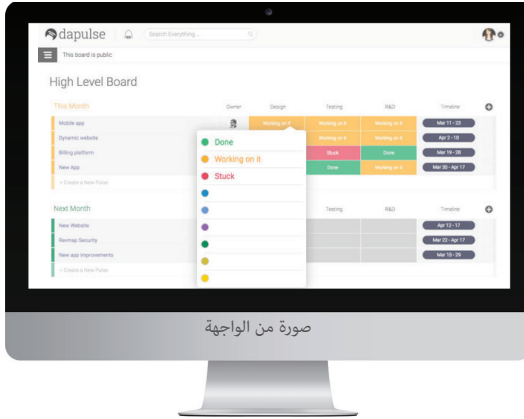 dapulse
Search Everything...
This board is public
High Level Board
This Month Owner Design Testing R&D Timeline
Mobile app Working on it Working on it Working on it Mar 11 - 23
Dynamic website Working on it Working on it Apr 2 - 10
Billing platform Stuck Done Mar 19 - 28
New App Done Working on it Mar 30 - Apr 17
+ Create a New Pulse
Done
Working on it
Stuck
Next Month Testing R&D Timeline
New Website Apr 12 - 17
Revmap Security Mar 22 - Apr 17
New app improvements Mar 15 - 29
+ Create a New Pulse
صورة من الواجهة